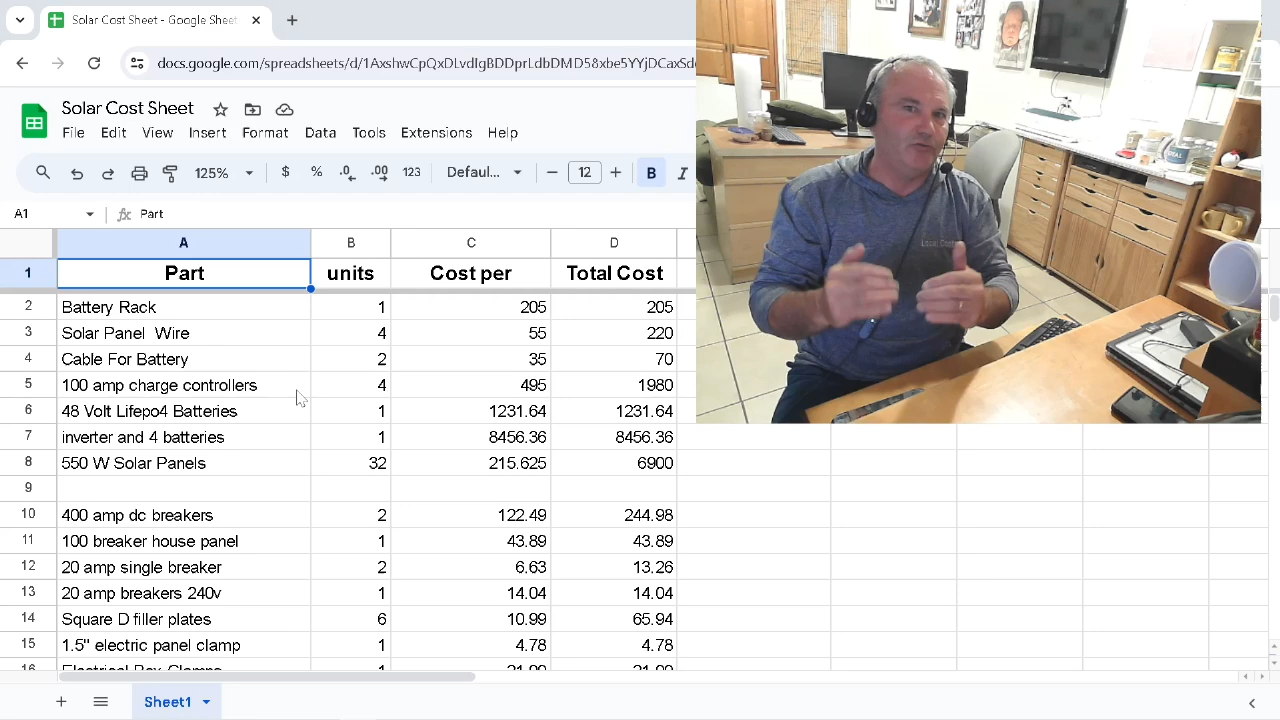 Solar Cost Sheet - Google Sheet
docs.google.com/spreadsheets/d/
Solar Cost Sheet
File Edit View Insert Format Data Tools Extensions Help
125% $ % .0 .00 123 Defaul... 12 B I
A1 fx Part
A B C D
1 Part units Cost per Total Cost
2 Battery Rack 1 205 205
3 Solar Panel Wire 4 55 220
4 Cable For Battery 2 35 70
5 100 amp charge controllers 4 495 1980
6 48 Volt Lifepo4 Batteries 1 1231.64 1231.64
7 inverter and 4 batteries 1 8456.36 8456.36
8 550 W Solar Panels 32 215.625 6900
9
10 400 amp dc breakers 2 122.49 244.98
11 100 breaker house panel 1 43.89 43.89
12 20 amp single breaker 2 6.63 13.26
13 20 amp breakers 240v 1 14.04 14.04
14 Square D filler plates 6 10.99 65.94
15 1.5" electric panel clamp 1 4.78 4.78
Sheet1